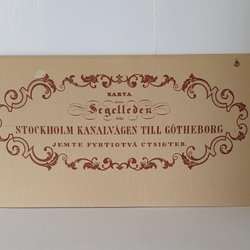 KARTA
öfver
Segelleden
från
STOCKHOLM KANALVÄGEN TILL GÖTHEBORG
JEMTE FYRTIOTVÅ UTSIGTER